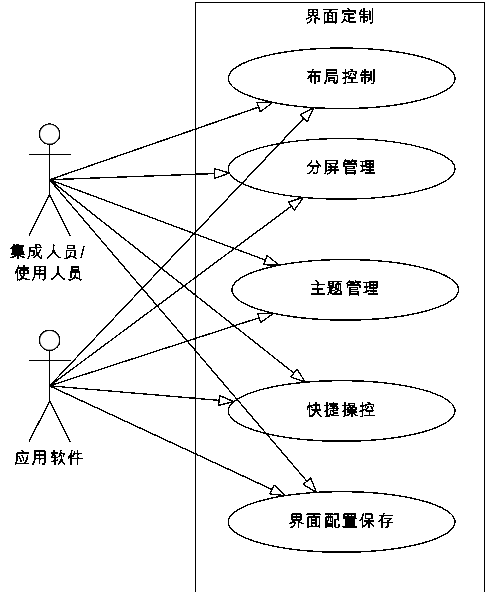 界面定制
布局控制
分屏管理
集成人员/
使用人员
主题管理
快捷操控
应用软件
界面配置保存